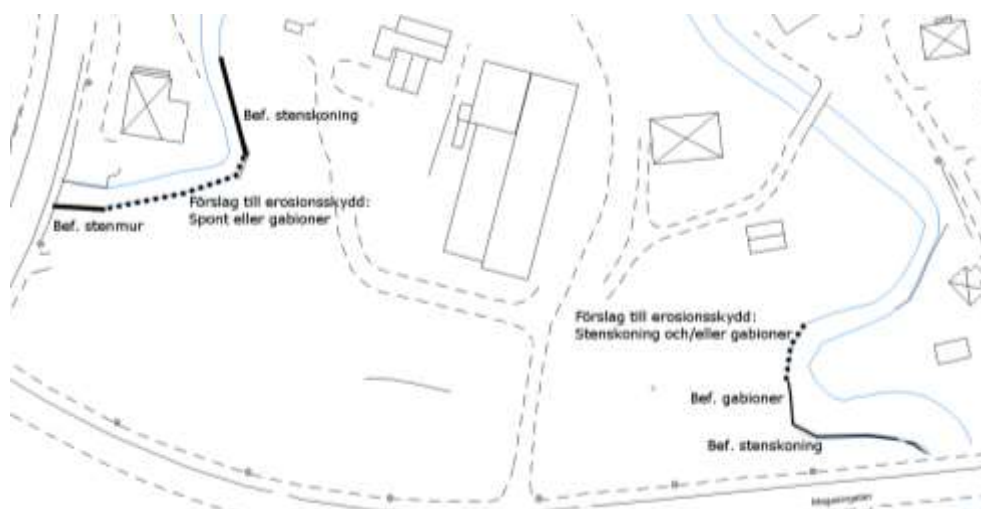 Bef. stenskoning
Förslag till erosionsskydd:
Spont eller gabioner
Bef. stenmur
Förslag till erosionsskydd:
Stenskoning och/eller gabioner
Bef. gabioner
Bef. stenskoning